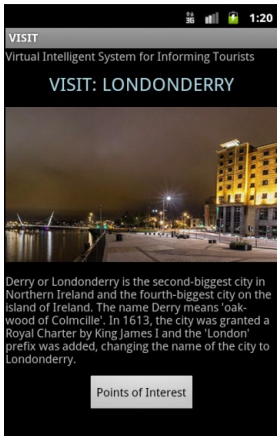 3G 1:20
VISIT
Virtual Intelligent System for Informing Tourists
VISIT: LONDONDERRY
Derry or Londonderry is the second-biggest city in
Northern Ireland and the fourth-biggest city on the
island of Ireland. The name Derry means 'oak-
wood of Colmcille'. In 1613, the city was granted a
Royal Charter by King James I and the 'London'
prefix was added, changing the name of the city to
Londonderry.
Points of Interest